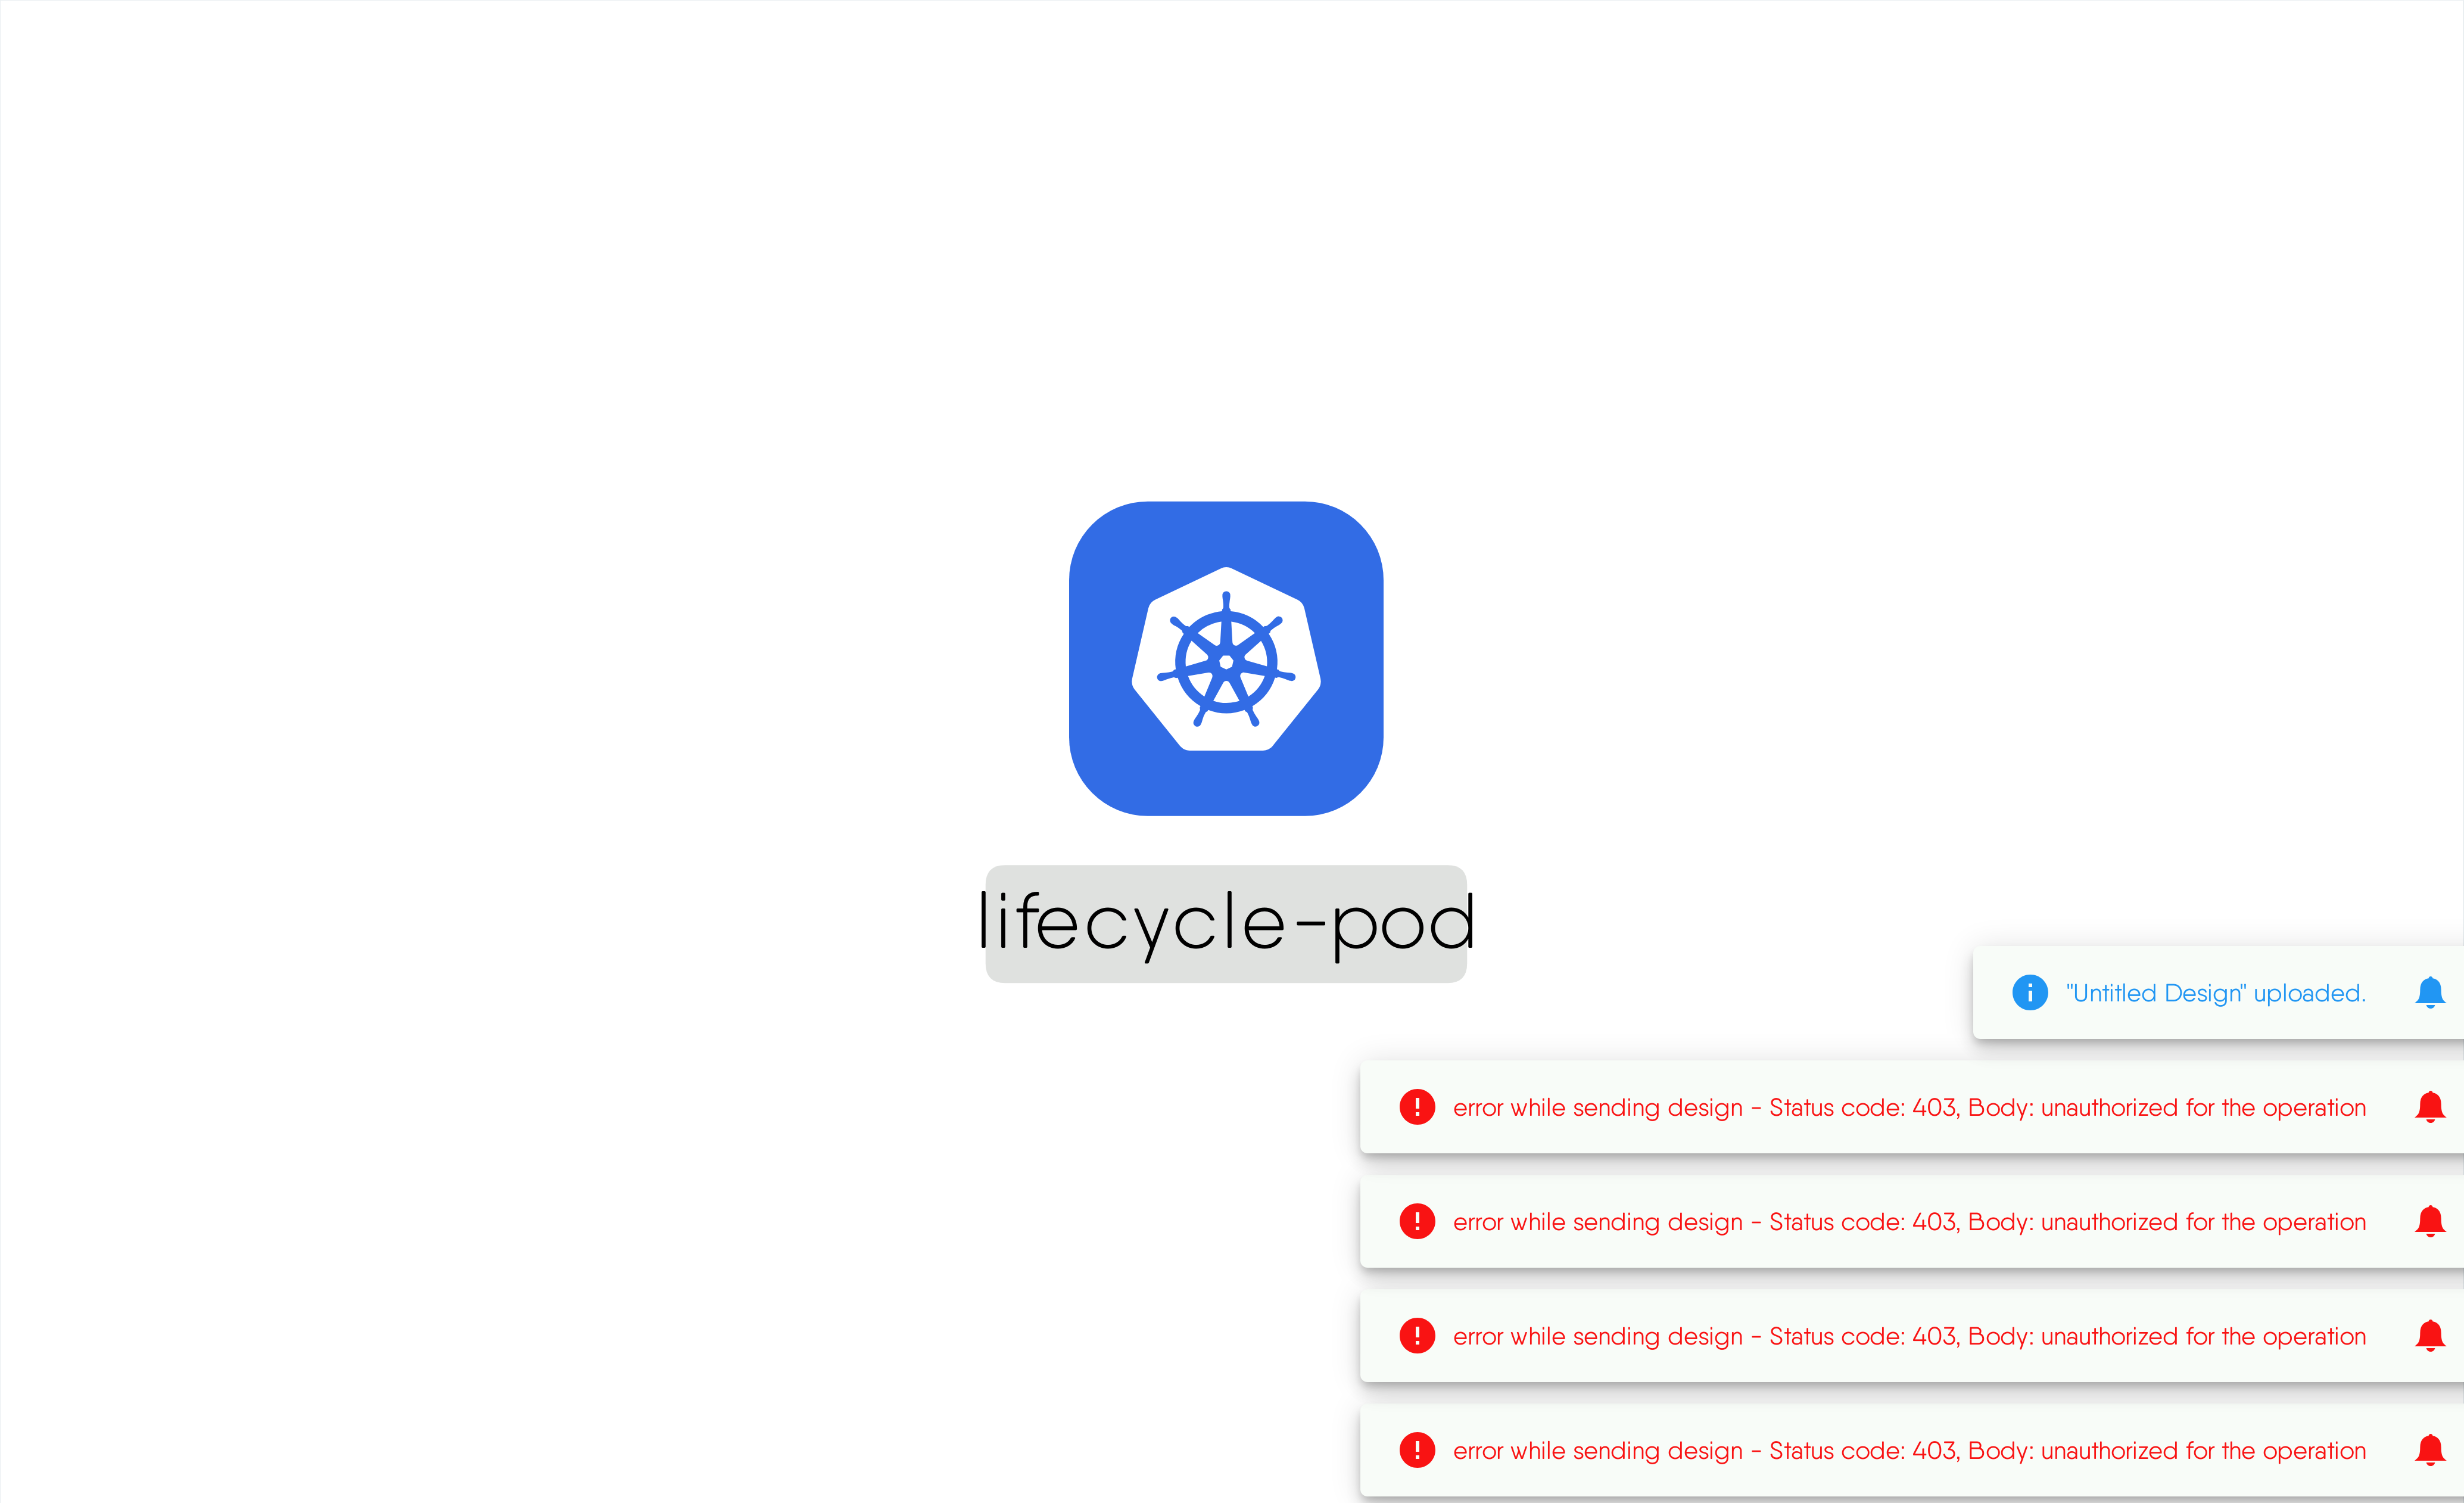 lifecycle-pod
"Untitled Design" uploaded.
error while sending design - Status code: 403, Body: unauthorized for the operation
error while sending design - Status code: 403, Body: unauthorized for the operation
error while sending design - Status code: 403, Body: unauthorized for the operation
error while sending design - Status code: 403, Body: unauthorized for the operation